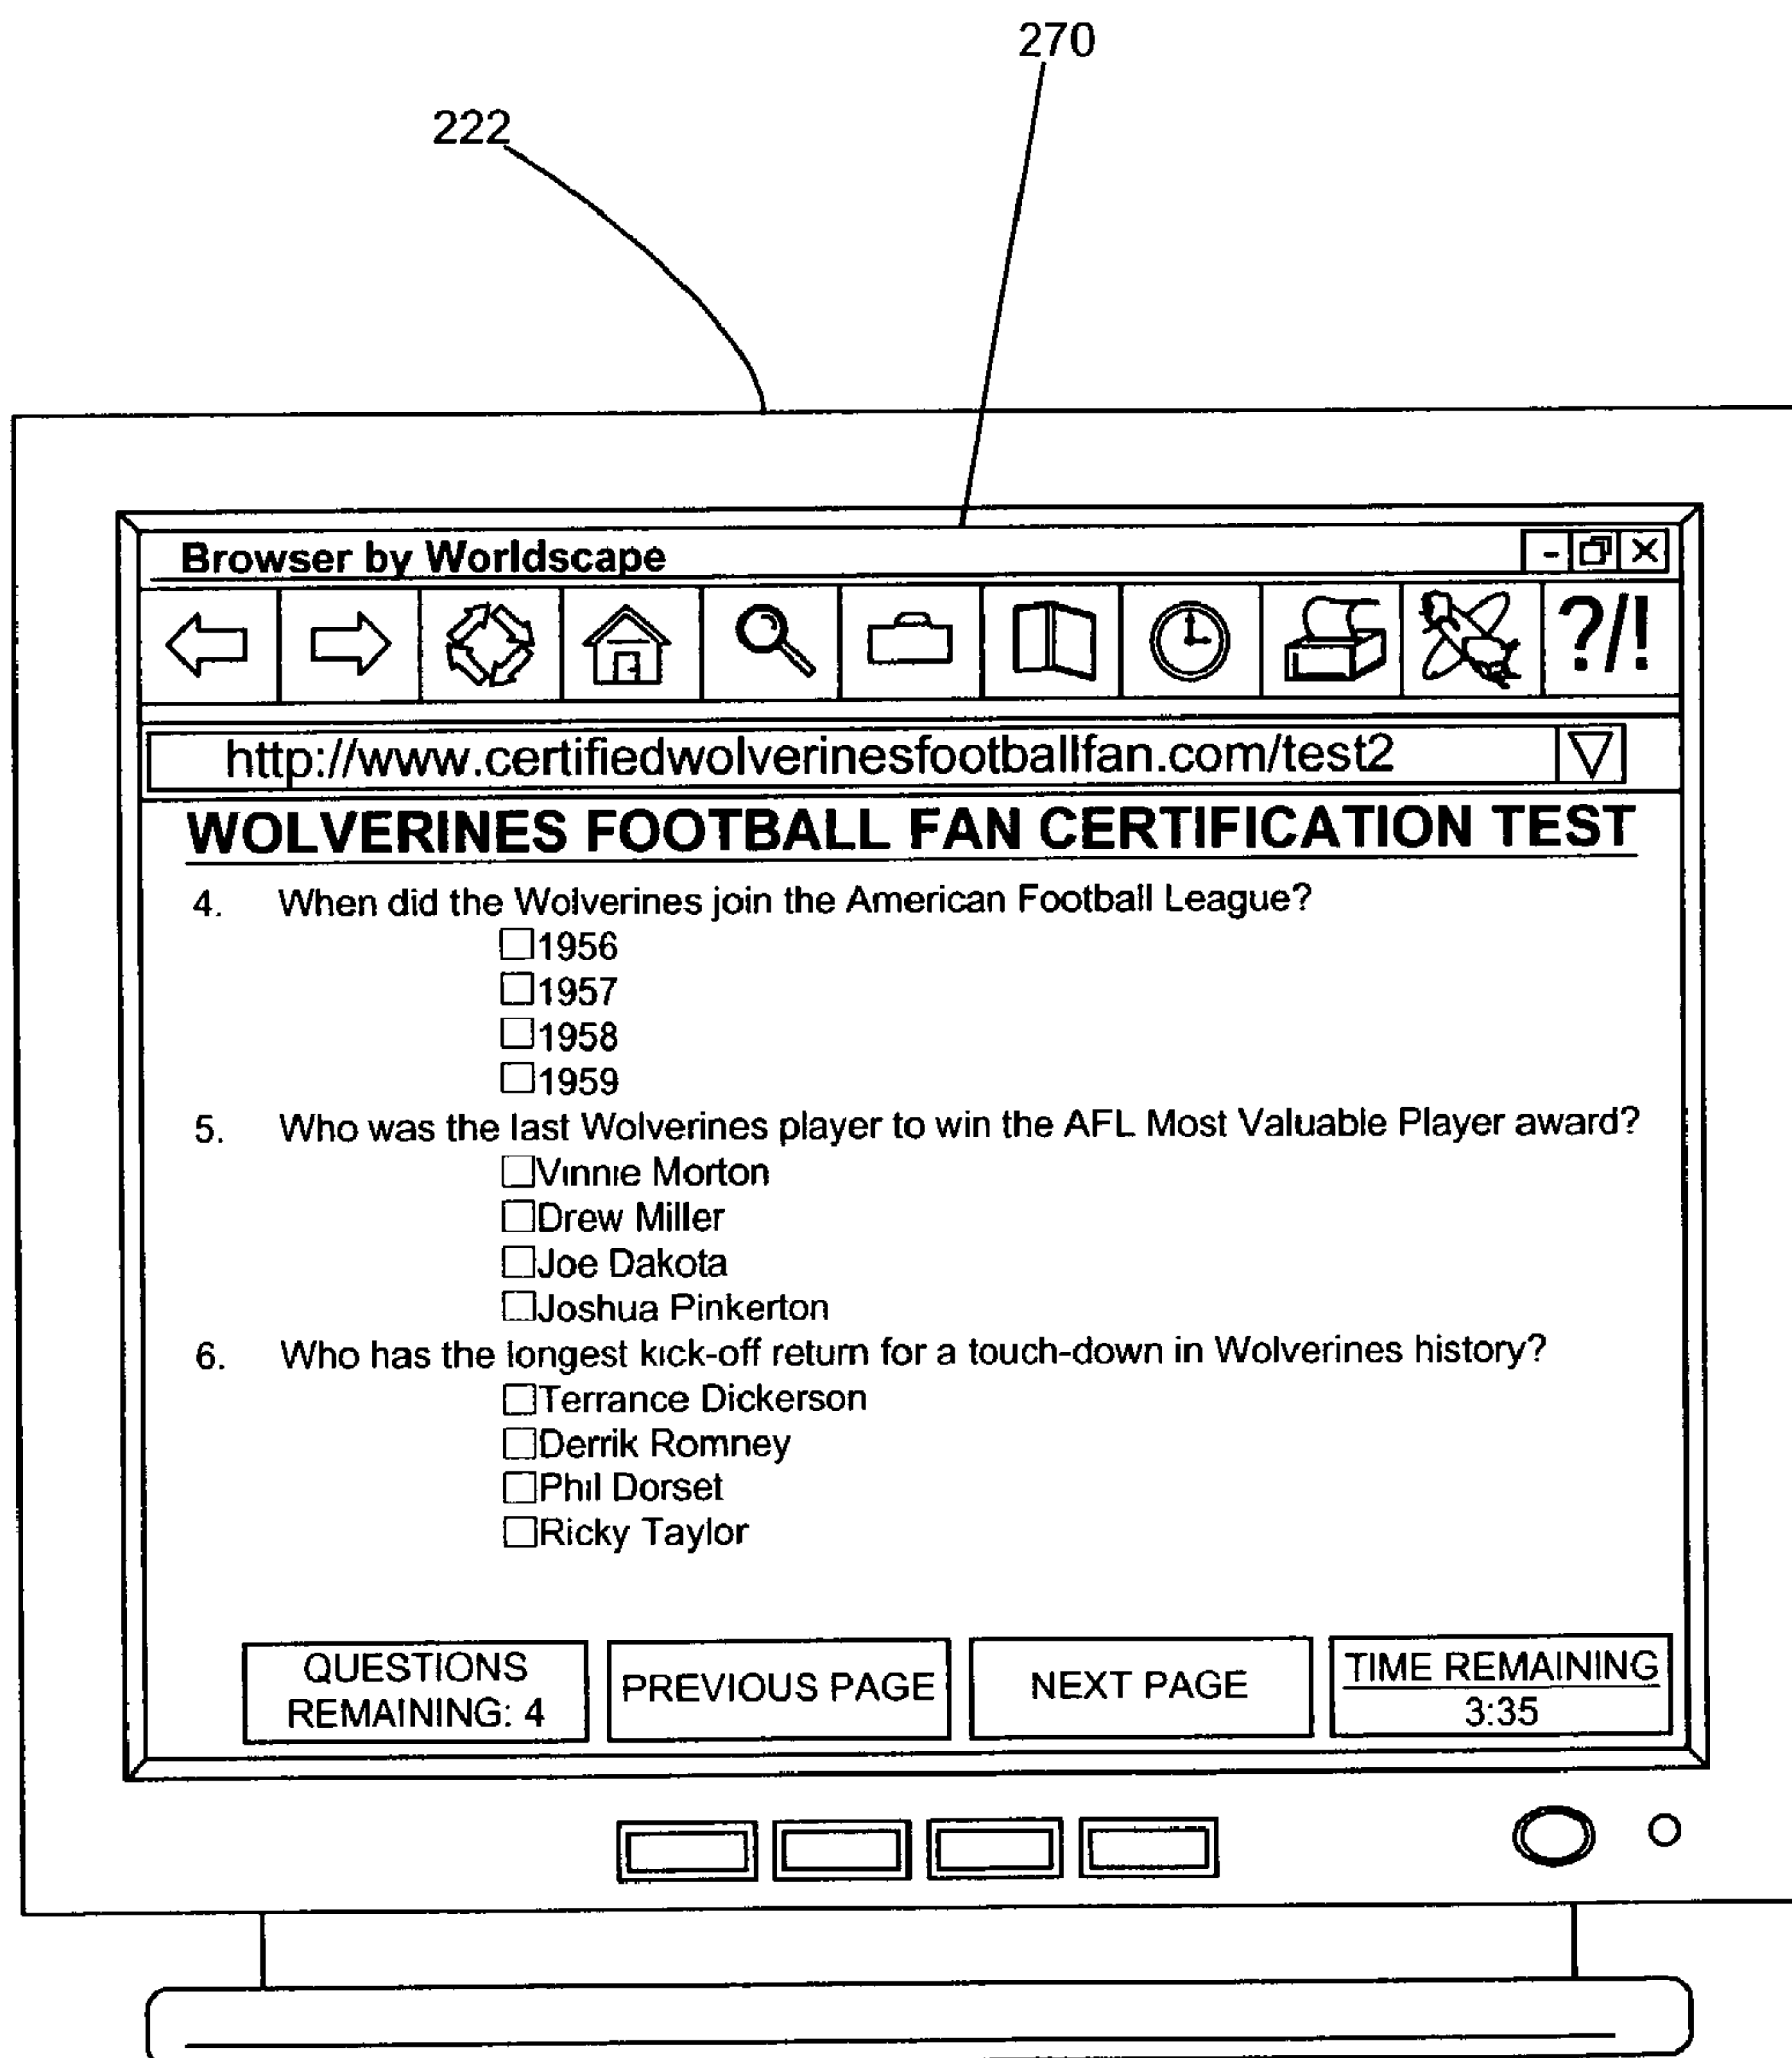 270
222
Browser by Worldscape
?/!
http://www.certifiedwolverinesfootballfan.com/test2
WOLVERINES FOOTBALL FAN CERTIFICATION TEST
4. When did the Wolverines join the American Football League?
1956
1957
1958
1959
5. Who was the last Wolverines player to win the AFL Most Valuable Player award?
Vinnie Morton
Drew Miller
Joe Dakota
Joshua Pinkerton
6. Who has the longest kick-off return for a touch-down in Wolverines history?
Terrance Dickerson
Derrik Romney
Phil Dorset
Ricky Taylor
QUESTIONS
REMAINING: 4
PREVIOUS PAGE
NEXT PAGE
TIME REMAINING
3:35